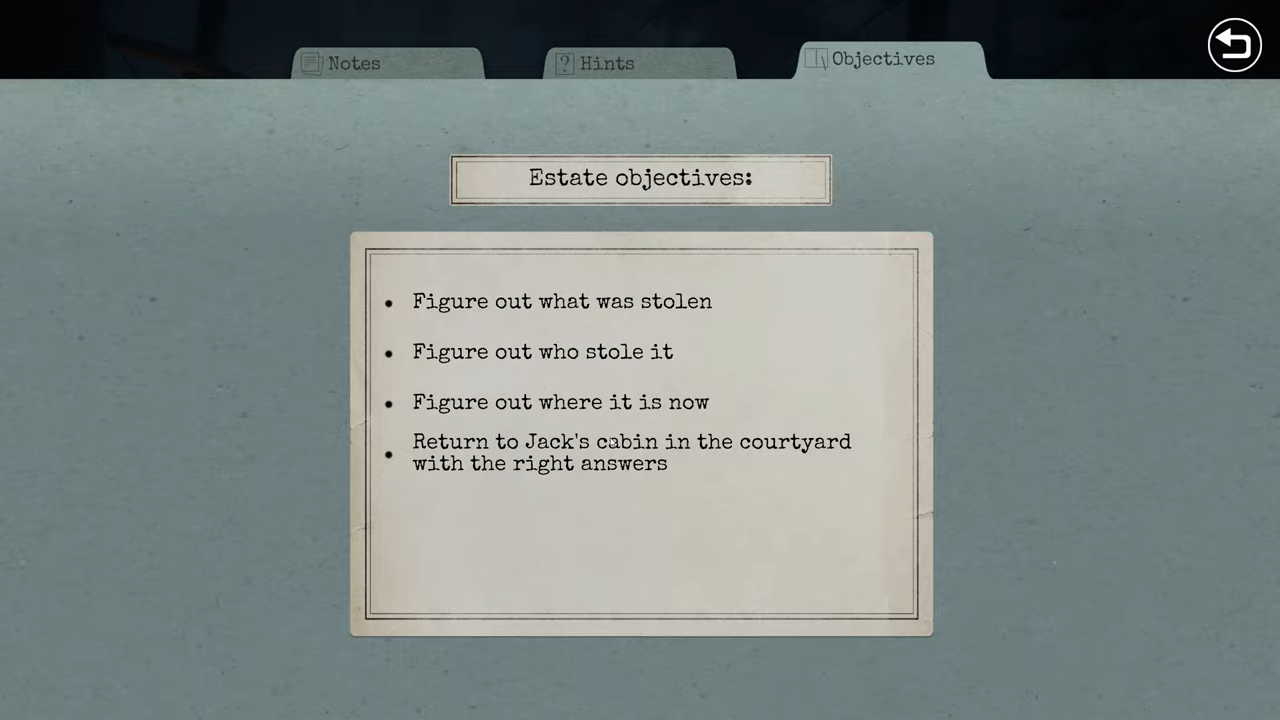 Notes
Hints
Objectives
Estate objectives:
Figure out what was stolen
Figure out who stole it
Figure out where it is now
Return to Jack's cabin in the courtyard
with the right answers